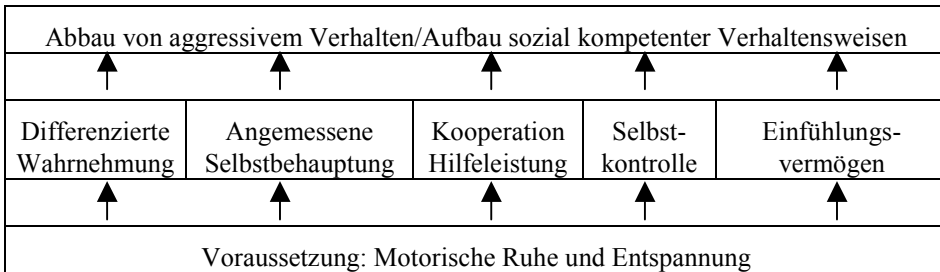 Abbau von aggressivem Verhalten/Aufbau sozial kompetenter Verhaltensweisen
Differenzierte
Wahrnehmung
Angemessene
Selbstbehauptung
Kooperation
Hilfeleistung
Selbst-
kontrolle
Einfühlungs-
vermögen
Voraussetzung: Motorische Ruhe und Entspannung